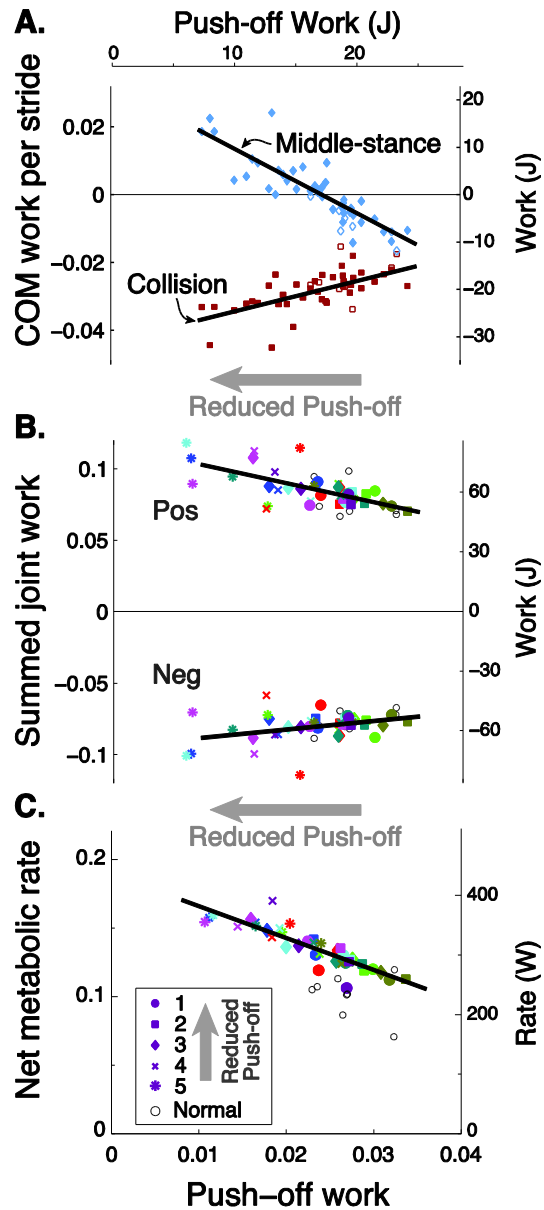 A.
Push-off Work (J)
0 10 20
COM work per stride
0.02
0
−0.02
−0.04
20
10
0
−10
−20
−30
Work (J)
Middle-stance
Collision
Reduced Push-off
B.
Summed joint work
0.1
0.05
0
−0.05
−0.1
60
30
0
−30
−60
Work (J)
Pos
Neg
Reduced Push-off
C.
Net metabolic rate
0.2
0.1
0
400
200
0
Rate (W)
1
2
3
4
5
Normal
Reduced
Push-off
0 0.01 0.02 0.03 0.04
Push−off work